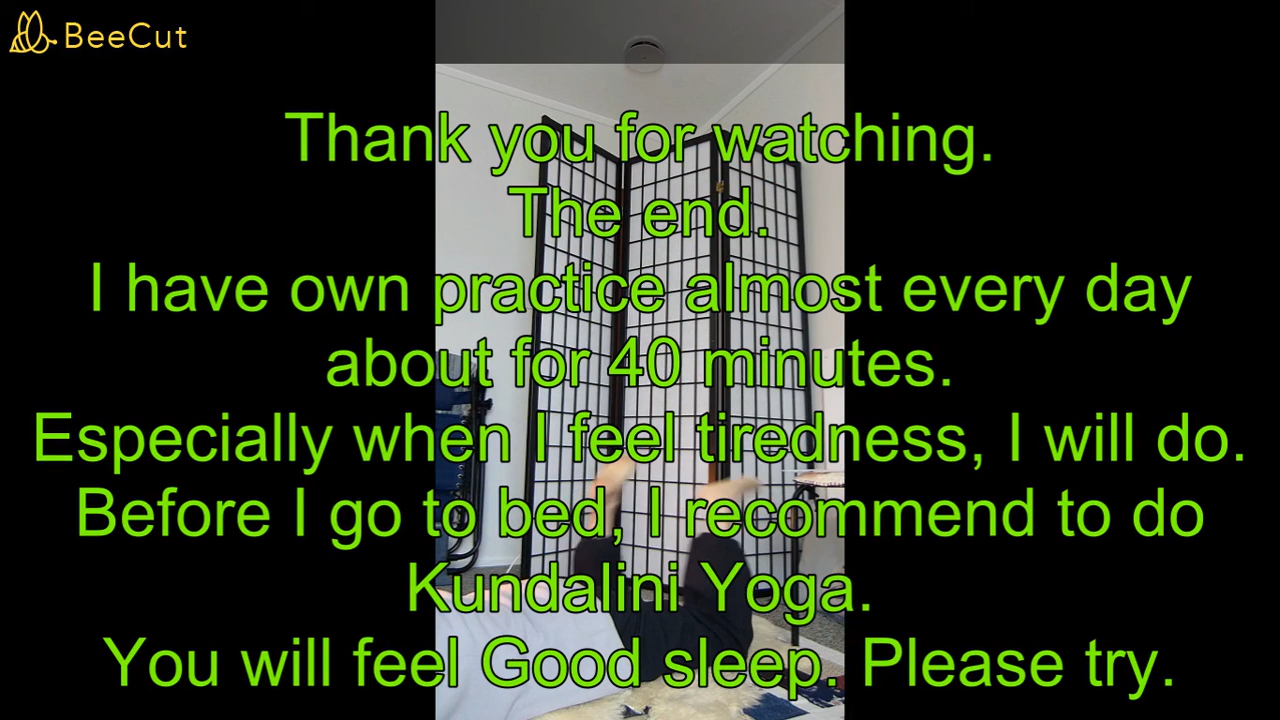 BeeCut
Thank you for watching.
The end.
I have own practice almost every day
about for 40 minutes.
Especially when I feel tiredness, I will do.
Before I go to bed, I recommend to do
Kundalini Yoga.
You will feel Good sleep. Please try.